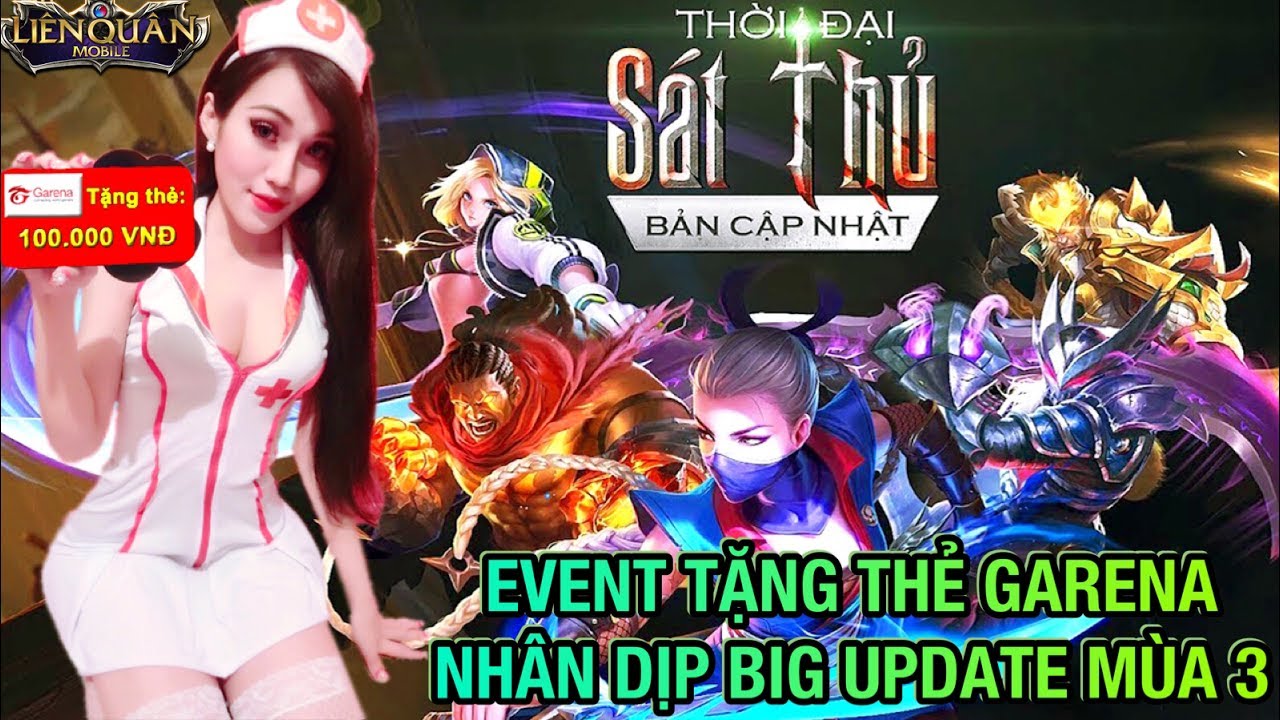 LIÊN QUÂN
MOBILE
Garena
Tặng thẻ:
100.000 VNĐ
THỜI ĐẠI
Sát Thủ
BẢN CẬP NHẬT
EVENT TẶNG THẺ GARENA
NHÂN DỊP BIG UPDATE MÙA 3